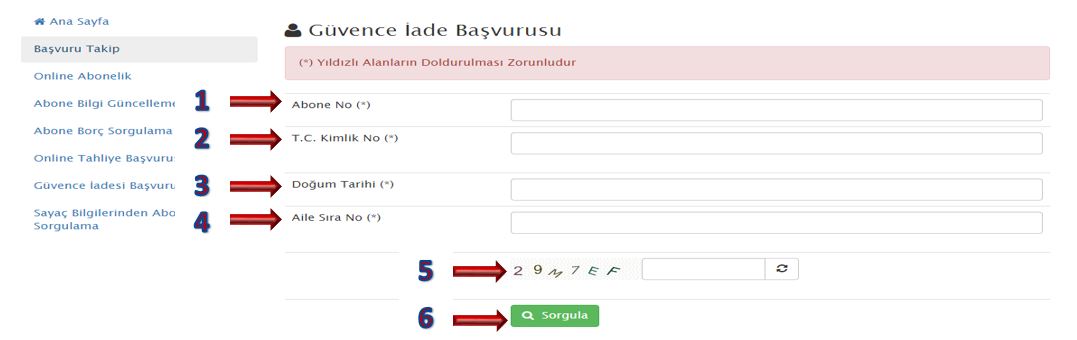 Ana Sayfa
Başvuru Takip
Online Abonelik
Abone Bilgi Güncelleme
Abone Borç Sorgulama
Online Tahliye Başvuru
Güvence İadesi Başvuru
Sayaç Bilgilerinden Abo
Sorgulama
Güvence İade Başvurusu
(*) Yıldızlı Alanların Doldurulması Zorunludur
1 Abone No (*)
2 T.C. Kimlik No (*)
3 Doğum Tarihi (*)
4 Aile Sıra No (*)
5 2 9 M 7 E F
6 Sorgula